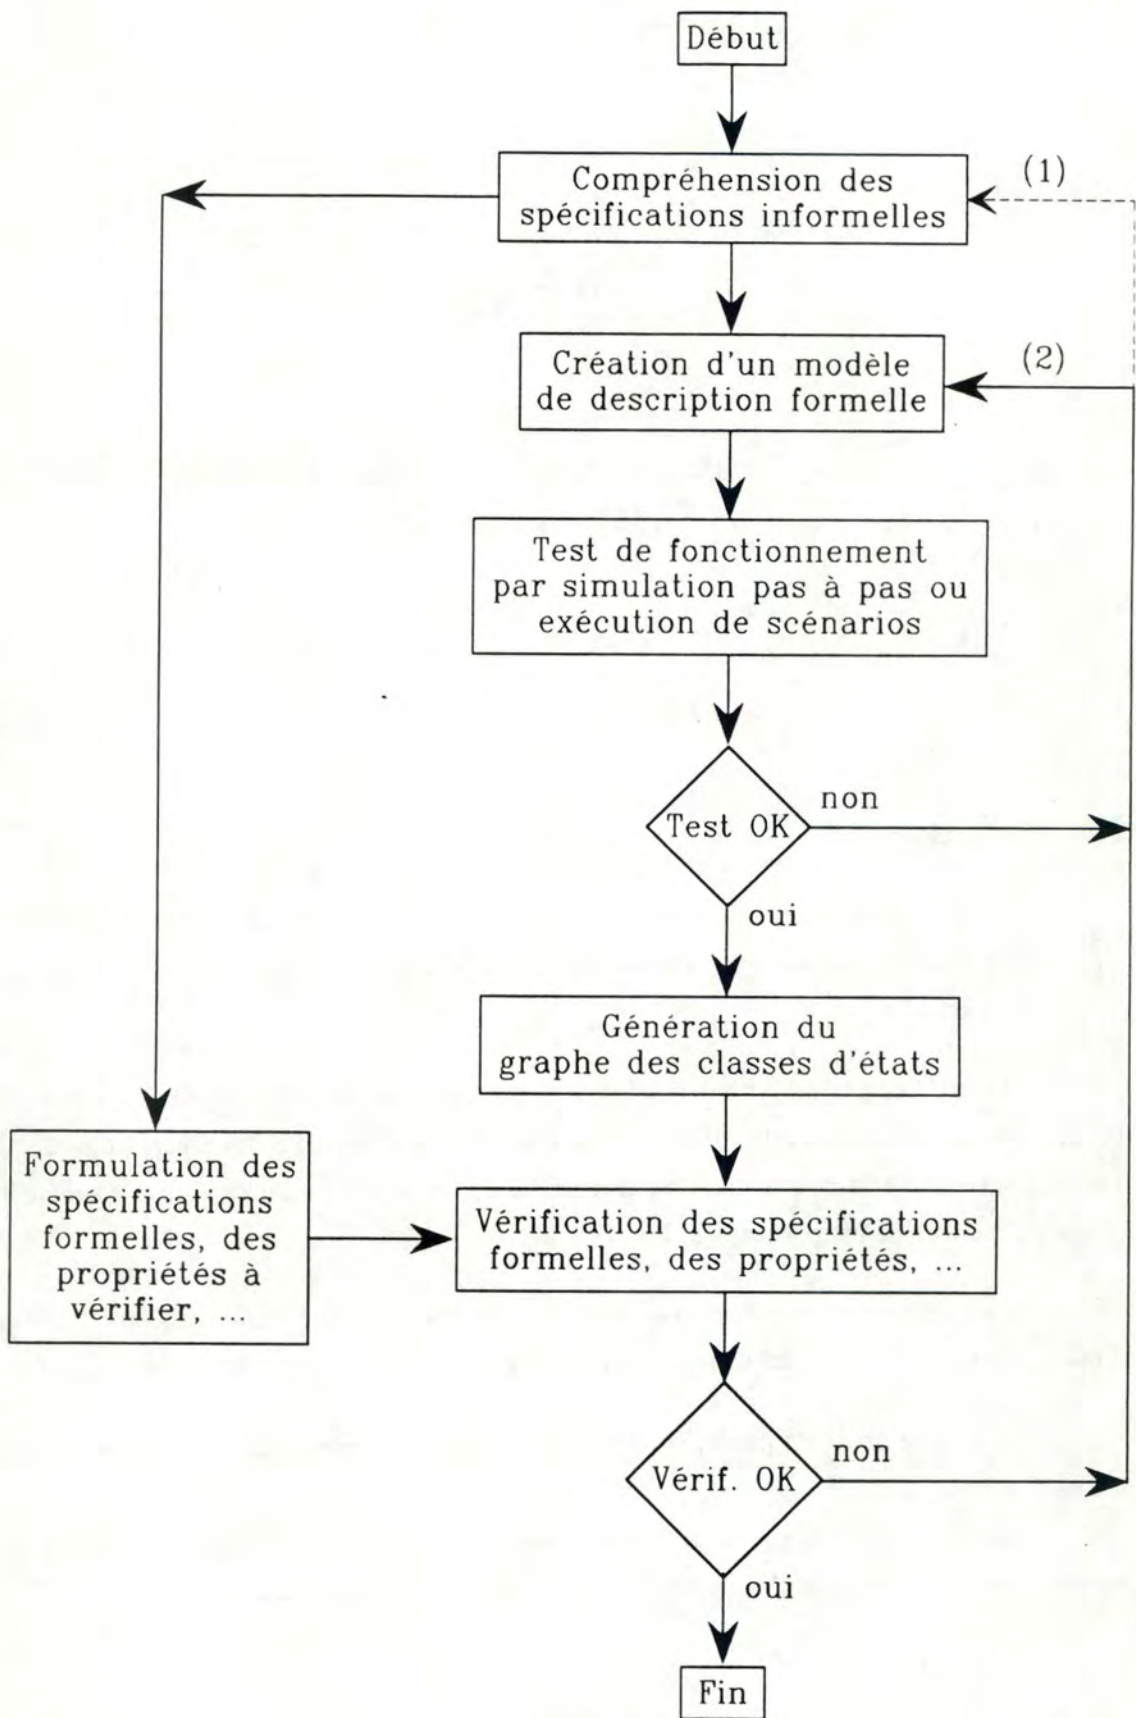 Début
Compréhension des
spécifications informelles
(1)
Création d'un modèle
de description formelle
(2)
Test de fonctionnement
par simulation pas à pas ou
exécution de scénarios
Test OK
non
oui
Génération du
graphe des classes d'états
Formulation des
spécifications
formelles, des
propriétés à
vérifier, ...
Vérification des spécifications
formelles, des propriétés, ...
Vérif. OK
non
oui
Fin